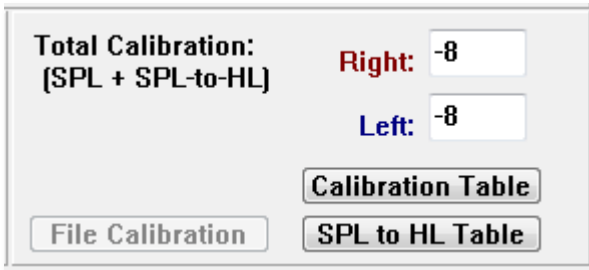 Total Calibration:
(SPL + SPL-to-HL)
Right: -8
Left: -8
Calibration Table
File Calibration
SPL to HL Table